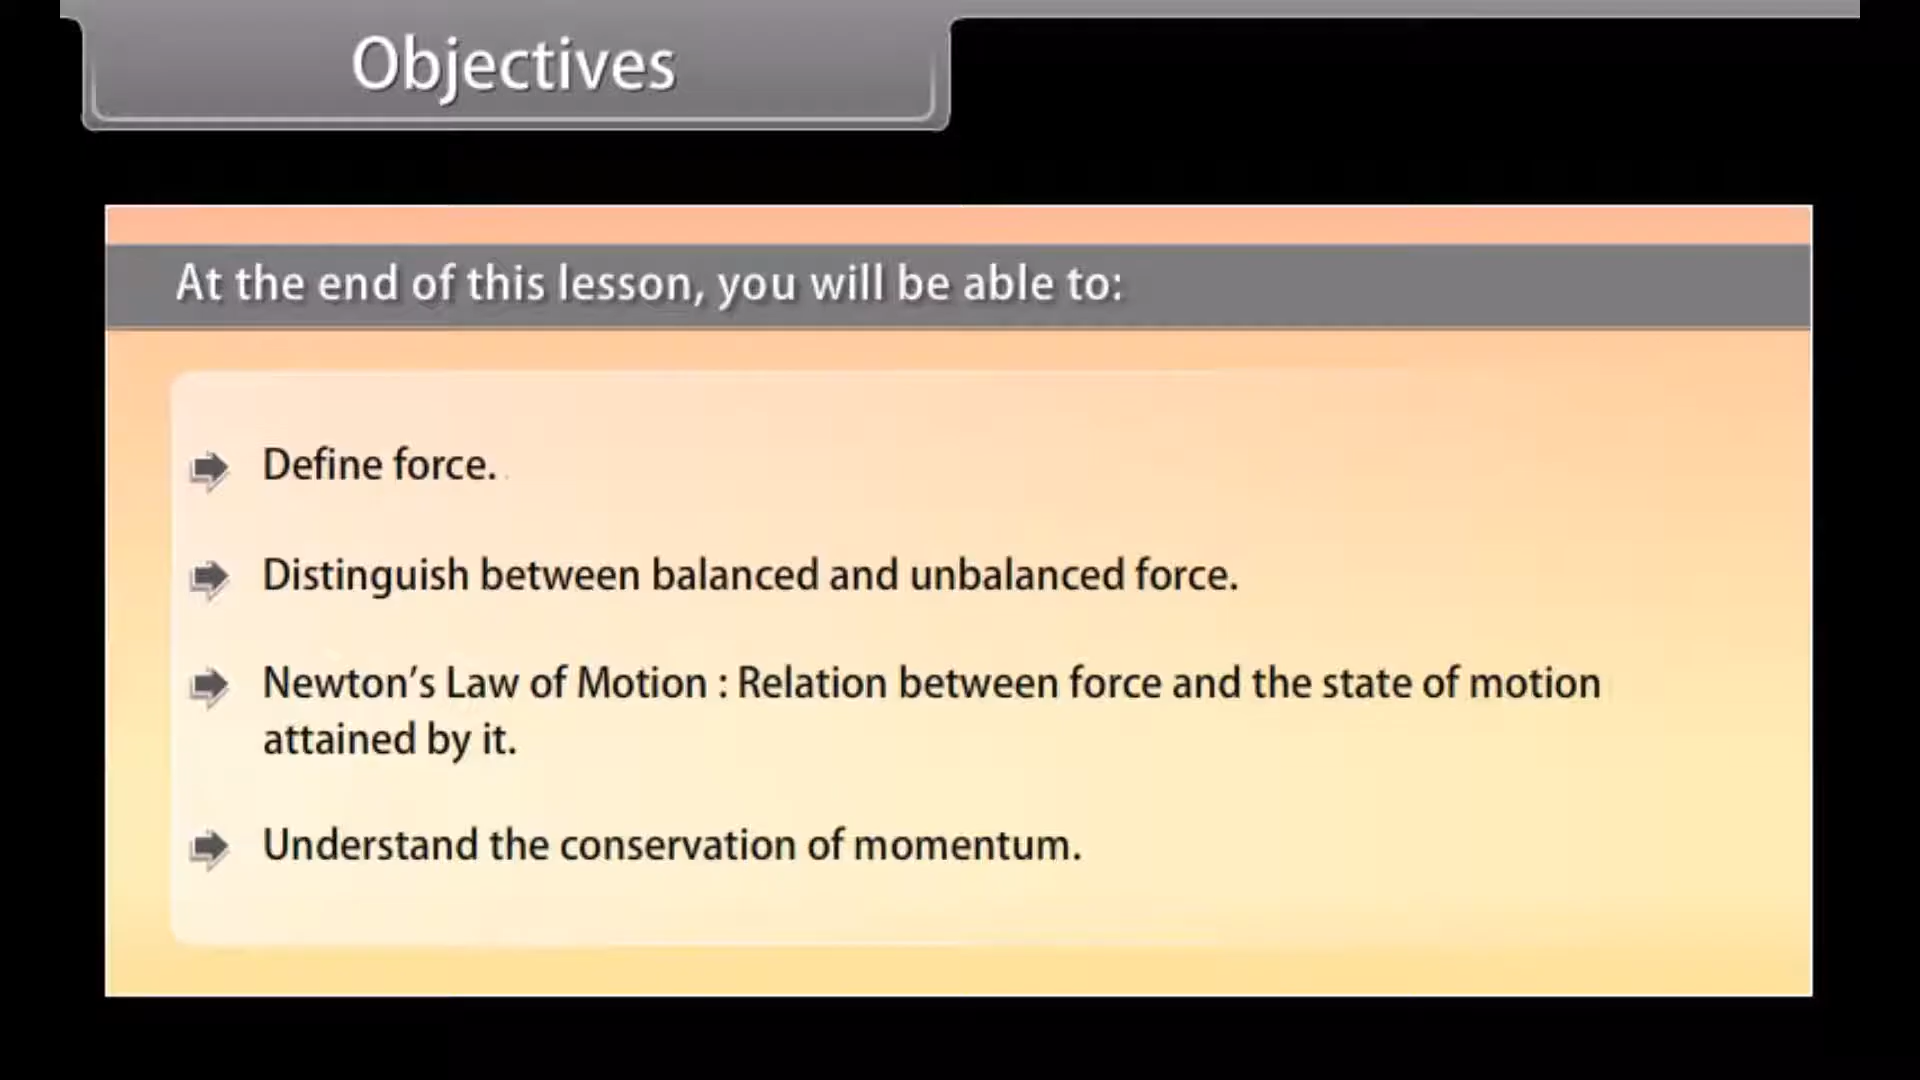 Objectives
At the end of this lesson, you will be able to:
Define force.
Distinguish between balanced and unbalanced force.
Newton’s Law of Motion : Relation between force and the state of motion
attained by it.
Understand the conservation of momentum.